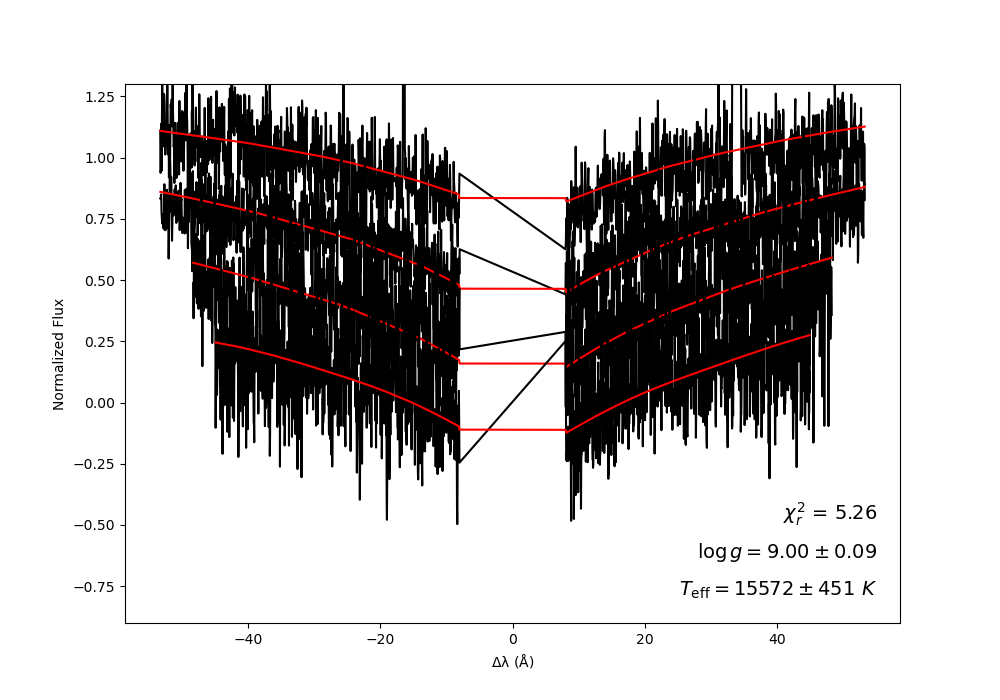 1.25
1.00
0.75
0.50
0.25
0.00
−0.25
−0.50
−0.75
Normalized Flux
χ²ᵣ = 5.26
log g = 9.00 ± 0.09
T_eff = 15572 ± 451 K
−40
−20
0
20
40
Δλ (Å)